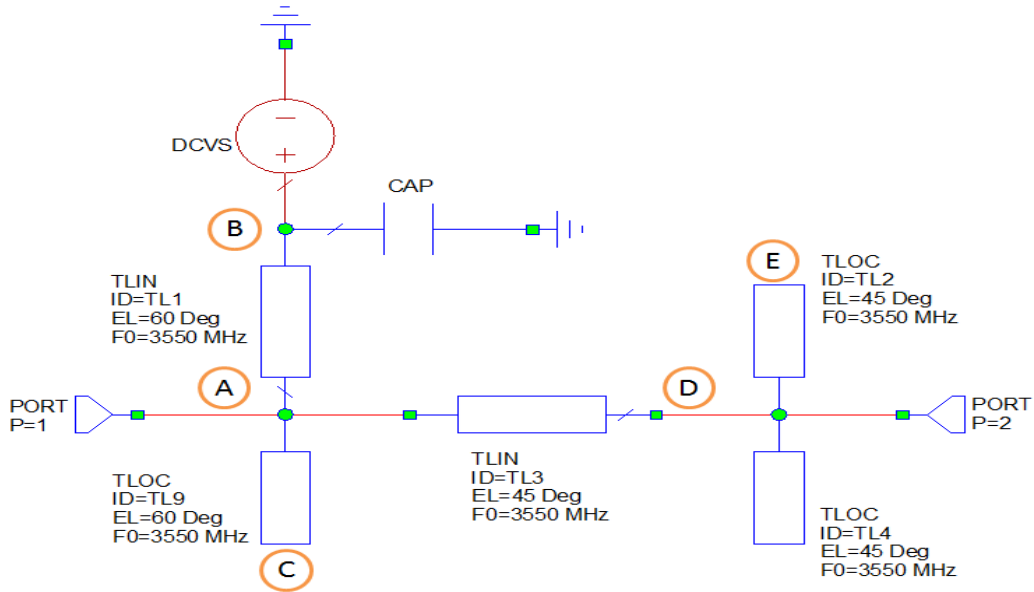 DCVS
CAP
B
E
TLOC
ID=TL2
EL=45 Deg
F0=3550 MHz
TLIN
ID=TL1
EL=60 Deg
F0=3550 MHz
A
D
PORT
P=1
PORT
P=2
TLOC
ID=TL9
EL=60 Deg
F0=3550 MHz
C
TLIN
ID=TL3
EL=45 Deg
F0=3550 MHz
TLOC
ID=TL4
EL=45 Deg
F0=3550 MHz